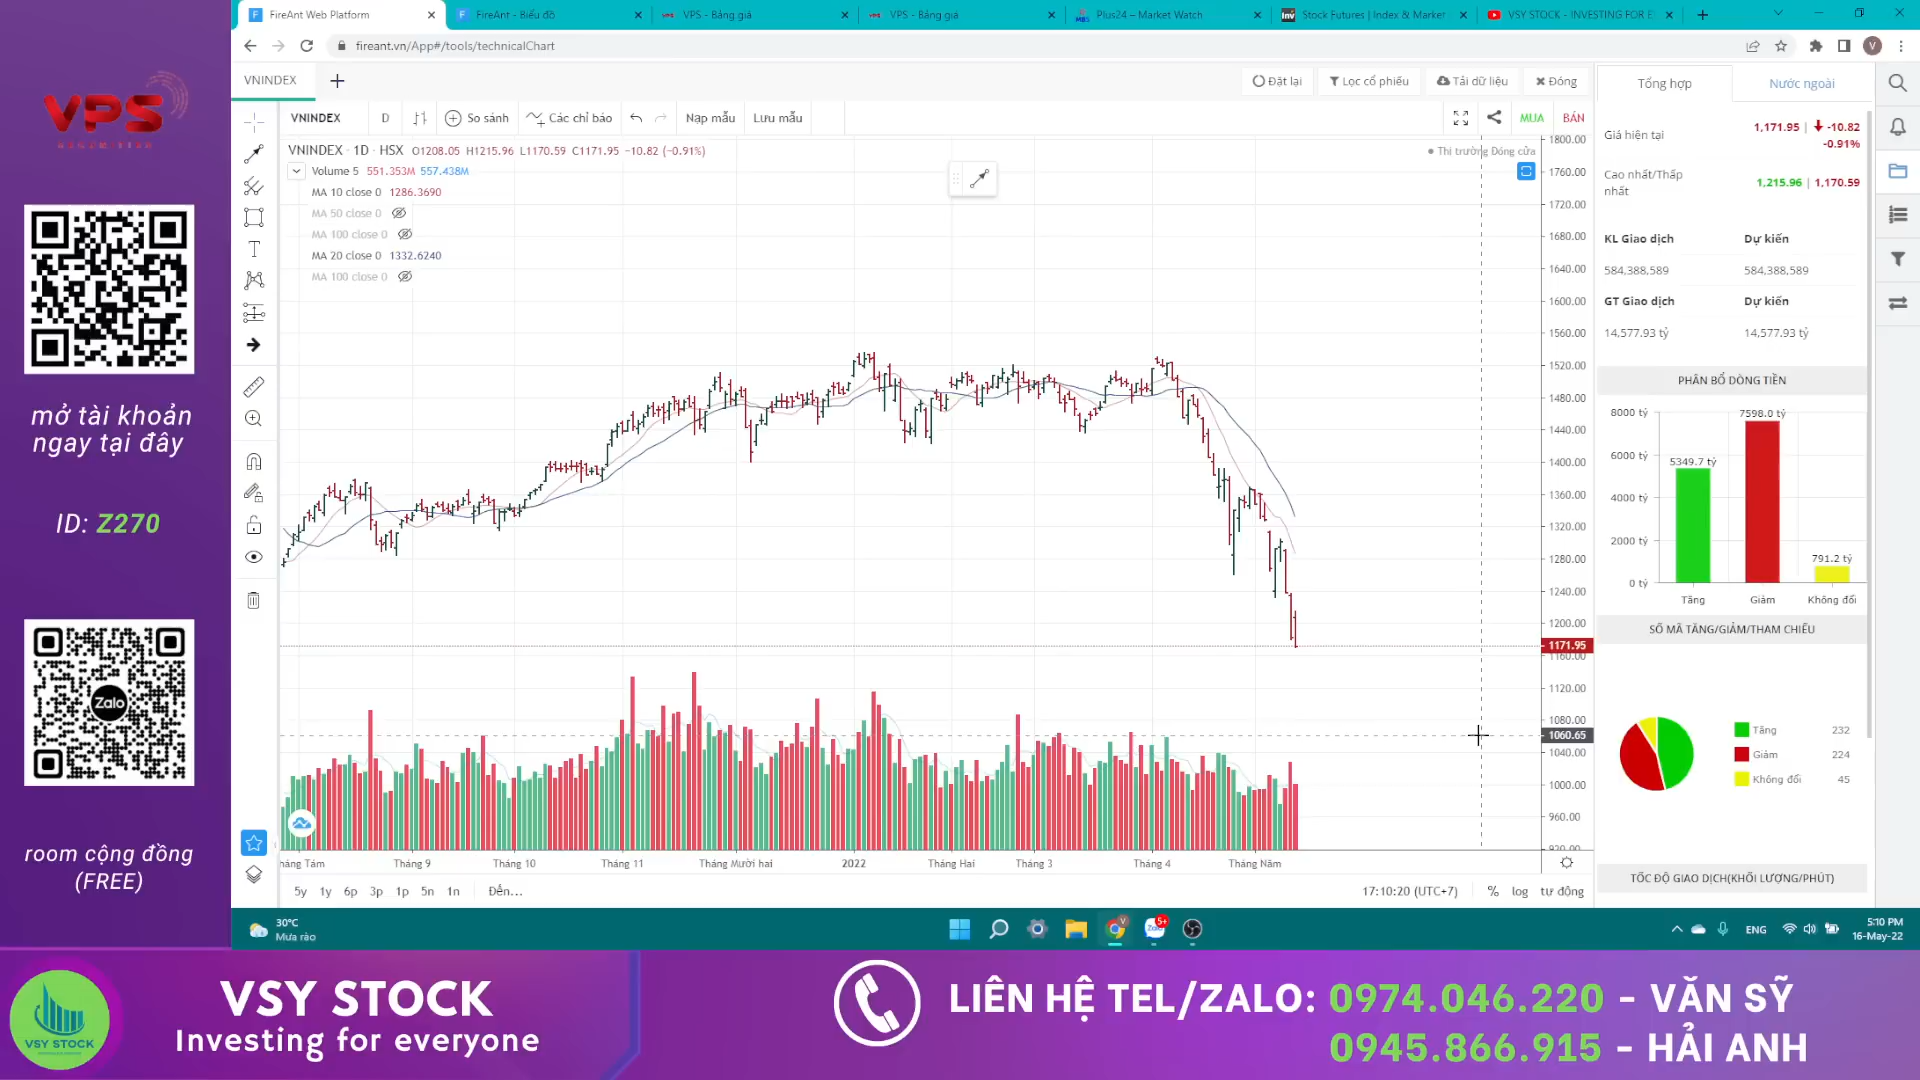 FireAnt Web Platform
FireAnt - Biểu đồ
VPS - Bảng giá
VPS - Bảng giá
Plus24 – Market Watch
Stock Futures | Index & Market
VSY STOCK - INVESTING FOR E
fireant.vn/App#/tools/technicalChart
VNINDEX
Đặt lại
Lọc cổ phiếu
Tải dữ liệu
Đóng
Tổng hợp
Nước ngoài
VNINDEX
D
So sánh
Các chỉ báo
Nạp mẫu
Lưu mẫu
MUA
BÁN
VNINDEX · 1D · HSX O1208.05 H1215.96 L1170.59 C1171.95 −10.82 (−0.91%)
Thị trường Đóng cửa
Volume 5 551.353M 557.438M
MA 10 close 0 1286.3690
MA 50 close 0
MA 100 close 0
MA 20 close 0 1332.6240
MA 100 close 0
1800.00
1760.00
1720.00
1680.00
1640.00
1600.00
1560.00
1520.00
1480.00
1440.00
1400.00
1360.00
1320.00
1280.00
1240.00
1200.00
1171.95
1160.00
1120.00
1080.00
1060.65
1040.00
1000.00
960.00
920.00
háng Tám
Tháng 9
Tháng 10
Tháng 11
Tháng Mười hai
2022
Tháng Hai
Tháng 3
Tháng 4
Tháng Năm
5y 1y 6p 3p 1p 5n 1n Đến...
17:10:20 (UTC+7)
% log tự động
Giá hiện tại
1,171.95 | -10.82
-0.91%
Cao nhất/Thấp nhất
1,215.96 | 1,170.59
KL Giao dịch Dự kiến
584,388,589 584,388,589
GT Giao dịch Dự kiến
14,577.93 tỷ 14,577.93 tỷ
PHÂN BỔ DÒNG TIỀN
8000 tỷ
6000 tỷ
4000 tỷ
2000 tỷ
0 tỷ
5349.7 tỷ
7598.0 tỷ
791.2 tỷ
Tăng Giảm Không đổi
SỐ MÃ TĂNG/GIẢM/THAM CHIẾU
Tăng 232
Giảm 224
Không đổi 45
TỐC ĐỘ GIAO DỊCH(KHỐI LƯỢNG/PHÚT)
VPS
mở tài khoản
ngay tại đây
ID: Z270
Zalo
room cộng đồng
(FREE)
30°C
Mưa rào
Zalo
5+
V
ENG
5:10 PM
16-May-22
VSY STOCK
VSY STOCK
Investing for everyone
LIÊN HỆ TEL/ZALO: 0974.046.220 - VĂN SỸ
0945.866.915 - HẢI ANH